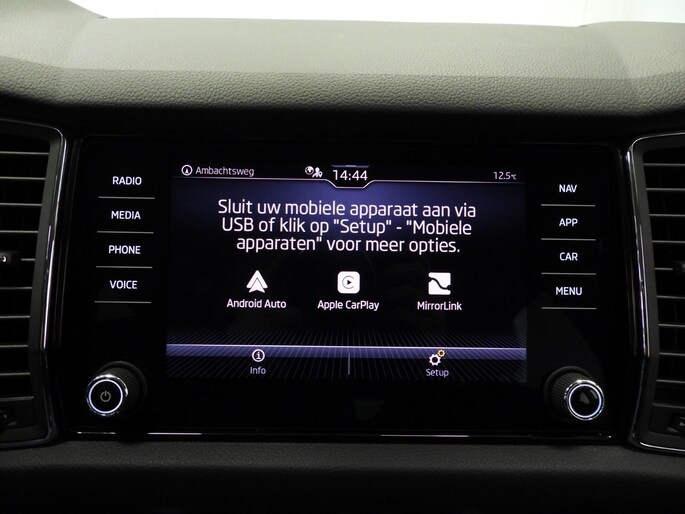 RADIO
MEDIA
PHONE
VOICE
Ambachtsweg 14:44 12.5°C
Sluit uw mobiele apparaat aan via
USB of klik op "Setup" - "Mobiele
apparaten" voor meer opties.
Android Auto Apple CarPlay MirrorLink
Info Setup
NAV
APP
CAR
MENU